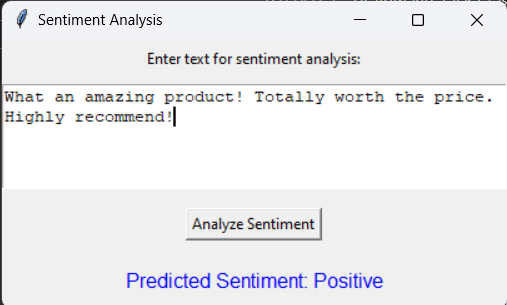 Sentiment Analysis
Enter text for sentiment analysis:
What an amazing product! Totally worth the price.
Highly recommend!
Analyze Sentiment
Predicted Sentiment: Positive